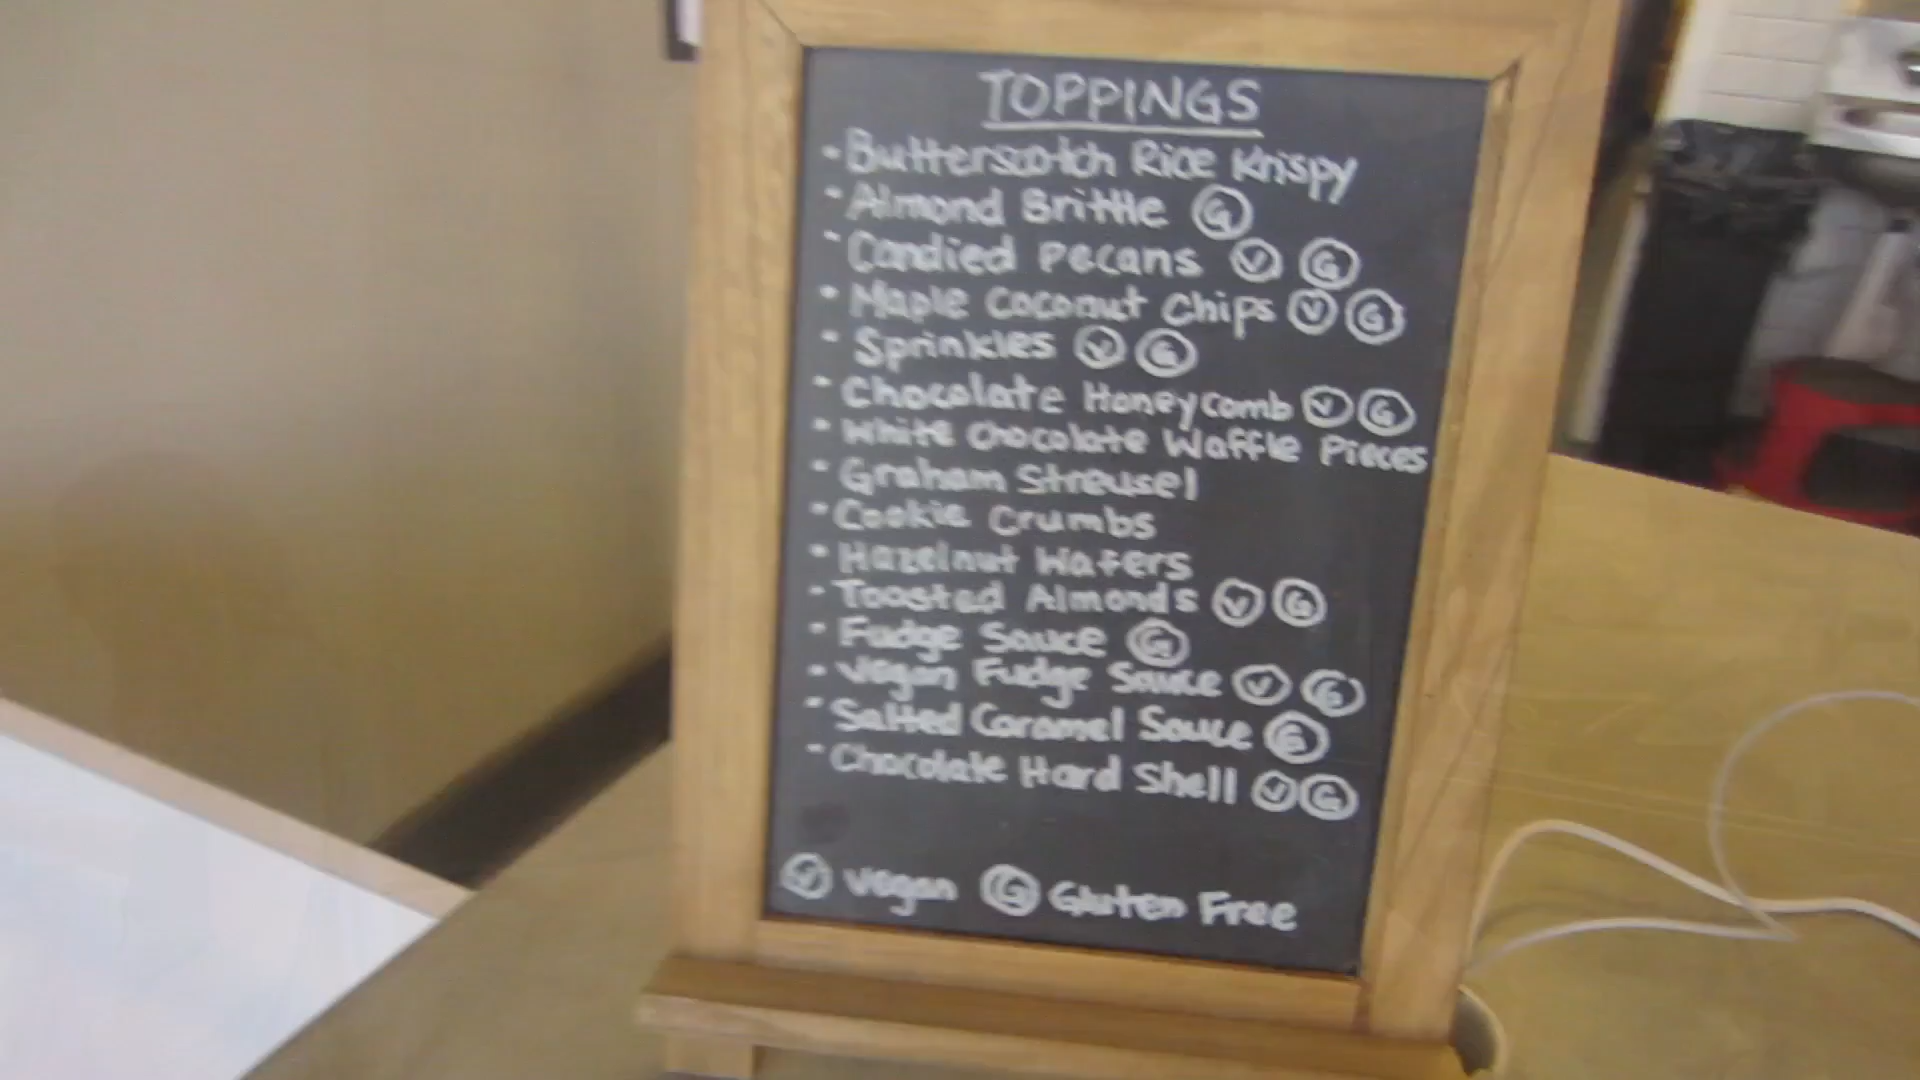 TOPPINGS
- Butterscotch Rice Krispy
- Almond Brittle Ⓖ
- Candied Pecans Ⓥ Ⓖ
- Maple Coconut Chips Ⓥ Ⓖ
- Sprinkles Ⓥ Ⓖ
- Chocolate Honeycomb Ⓥ Ⓖ
- White Chocolate Waffle Pieces
- Graham Streusel
- Cookie Crumbs
- Hazelnut Wafers
- Toasted Almonds Ⓥ Ⓖ
- Fudge Sauce Ⓖ
- Vegan Fudge Sauce Ⓥ Ⓖ
- Salted Caramel Sauce Ⓖ
- Chocolate Hard Shell Ⓥ Ⓖ
Ⓥ Vegan Ⓖ Gluten Free